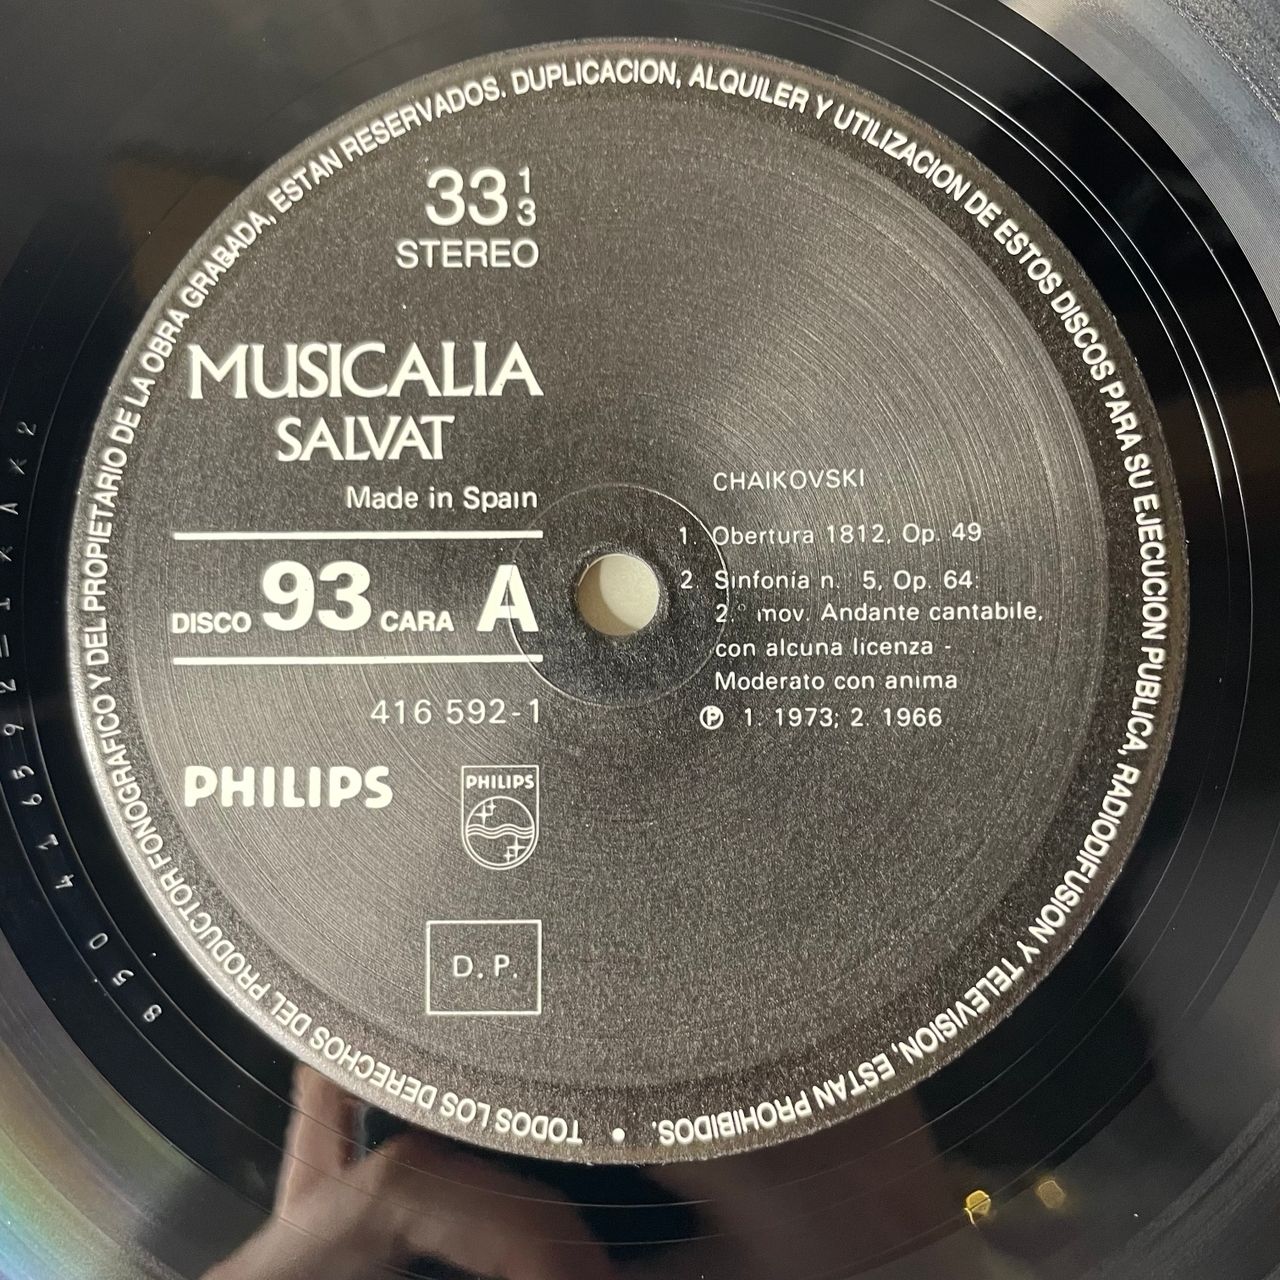 TODOS LOS DERECHOS DEL PRODUCTOR FONOGRAFICO Y DEL PROPIETARIO DE LA OBRA GRABADA, ESTAN RESERVADOS. DUPLICACION, ALQUILER Y UTILIZACION DE ESTOS DISCOS PARA SU EJECUCION PUBLICA, RADIODIFUSION Y TELEVISION, ESTAN PROHIBIDOS. •
33 1/3
STEREO
MUSICALIA
SALVAT
Made in Spain
DISCO 93 CARA A
416 592-1
PHILIPS
PHILIPS
D. P.
CHAIKOVSKI
1. Obertura 1812, Op. 49
2. Sinfonía n.° 5, Op. 64:
2.° mov. Andante cantabile,
con alcuna licenza -
Moderato con anima
℗ 1. 1973; 2. 1966